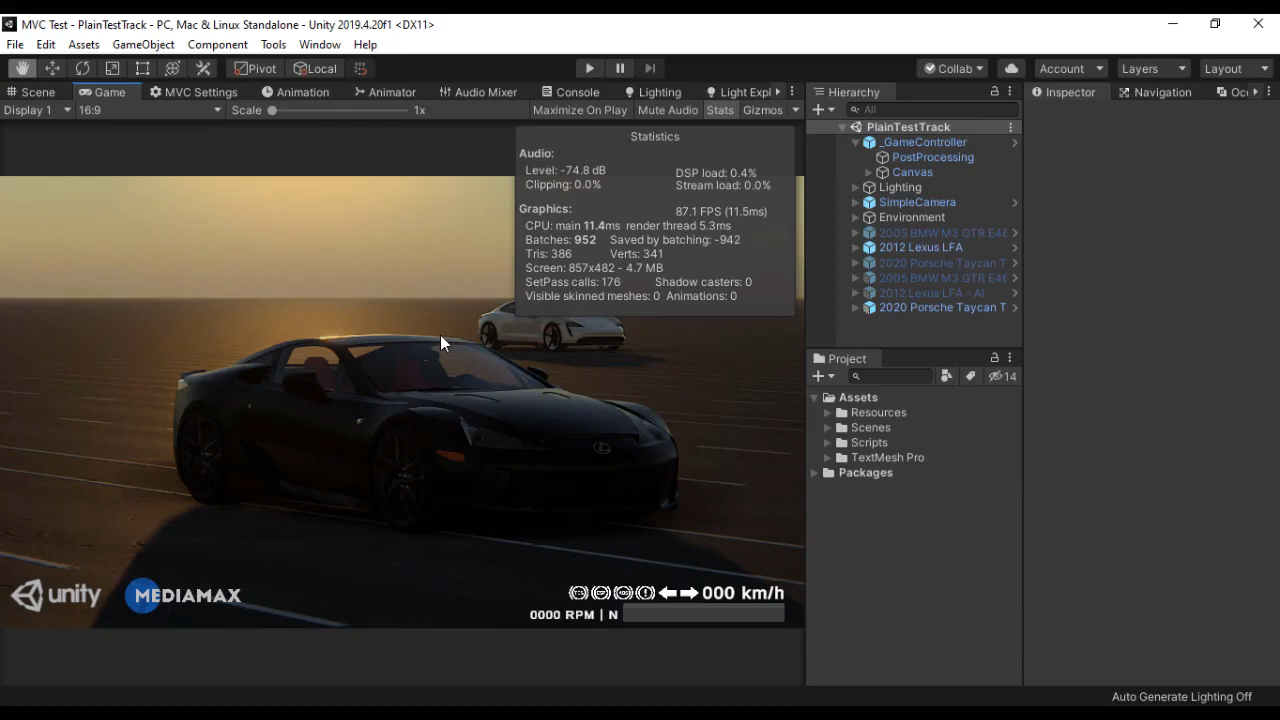 MVC Test - PlainTestTrack - PC, Mac & Linux Standalone - Unity 2019.4.20f1 <DX11>
File Edit Assets GameObject Component Tools Window Help
Pivot Local Collab Account Layers Layout
Scene Game MVC Settings Animation Animator Audio Mixer Console Lighting Light Expl
Display 1 16:9 Scale 1x Maximize On Play Mute Audio Stats Gizmos
Statistics
Audio:
Level: -74.8 dB DSP load: 0.4%
Clipping: 0.0% Stream load: 0.0%
Graphics: 87.1 FPS (11.5ms)
CPU: main 11.4ms render thread 5.3ms
Batches: 952 Saved by batching: -942
Tris: 386 Verts: 341
Screen: 857x482 - 4.7 MB
SetPass calls: 176 Shadow casters: 0
Visible skinned meshes: 0 Animations: 0
unity MEDIAMAX
000 km/h
0000 RPM | N
Hierarchy
All
PlainTestTrack
_GameController
PostProcessing
Canvas
Lighting
SimpleCamera
Environment
2005 BMW M3 GTR E46
2012 Lexus LFA
2020 Porsche Taycan T
2005 BMW M3 GTR E46
2012 Lexus LFA - AI
2020 Porsche Taycan T
Project
14
Assets
Resources
Scenes
Scripts
TextMesh Pro
Packages
Inspector Navigation Oc
Auto Generate Lighting Off